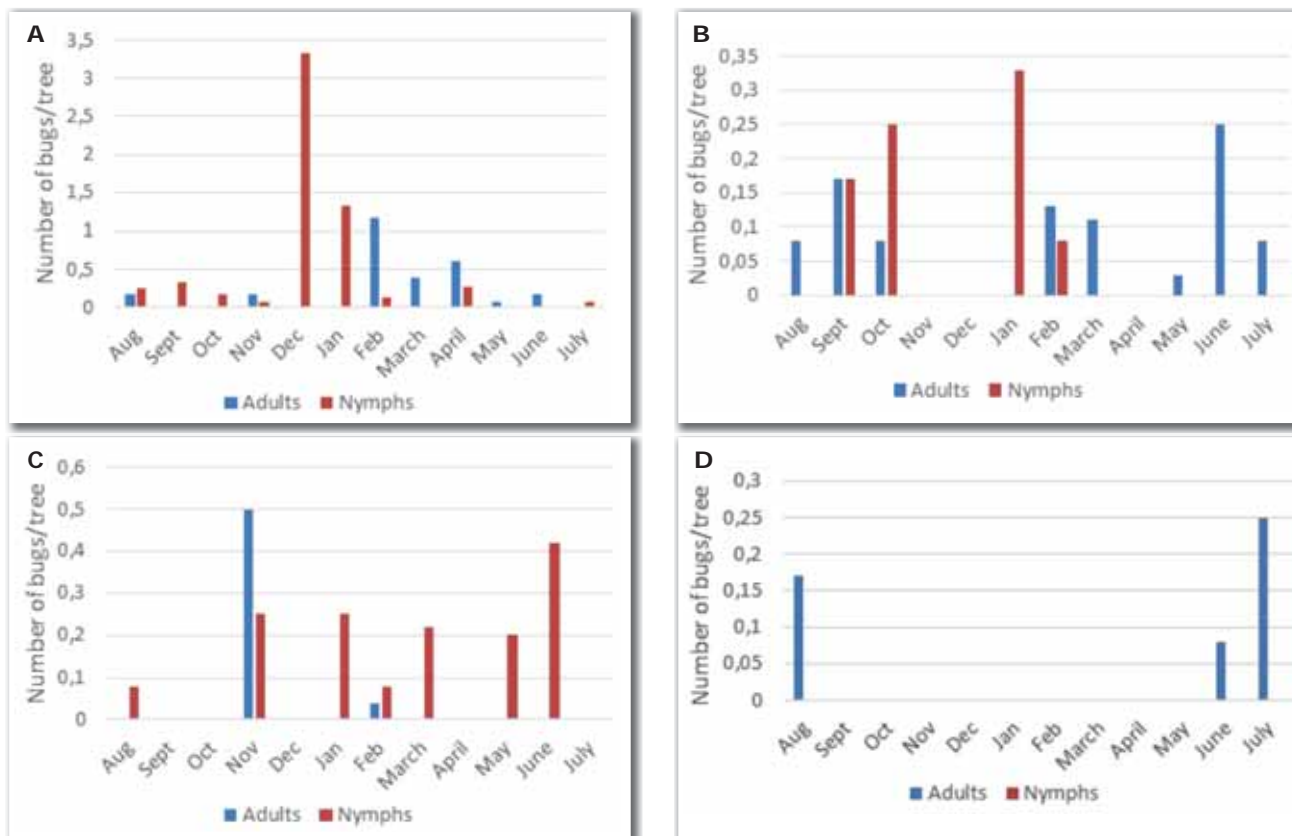 A
Number of bugs/tree
3,5
3
2,5
2
1,5
1
0,5
0
Aug Sept Oct Nov Dec Jan Feb March April May June July
Adults Nymphs
B
Number of bugs/tree
0,35
0,3
0,25
0,2
0,15
0,1
0,05
0
Aug Sept Oct Nov Dec Jan Feb March April May June July
Adults Nymphs
C
Number of bugs/tree
0,6
0,5
0,4
0,3
0,2
0,1
0
Aug Sept Oct Nov Dec Jan Feb March April May June July
Adults Nymphs
D
Number of bugs/tree
0,3
0,25
0,2
0,15
0,1
0,05
0
Aug Sept Oct Nov Dec Jan Feb March April May June July
Adults Nymphs